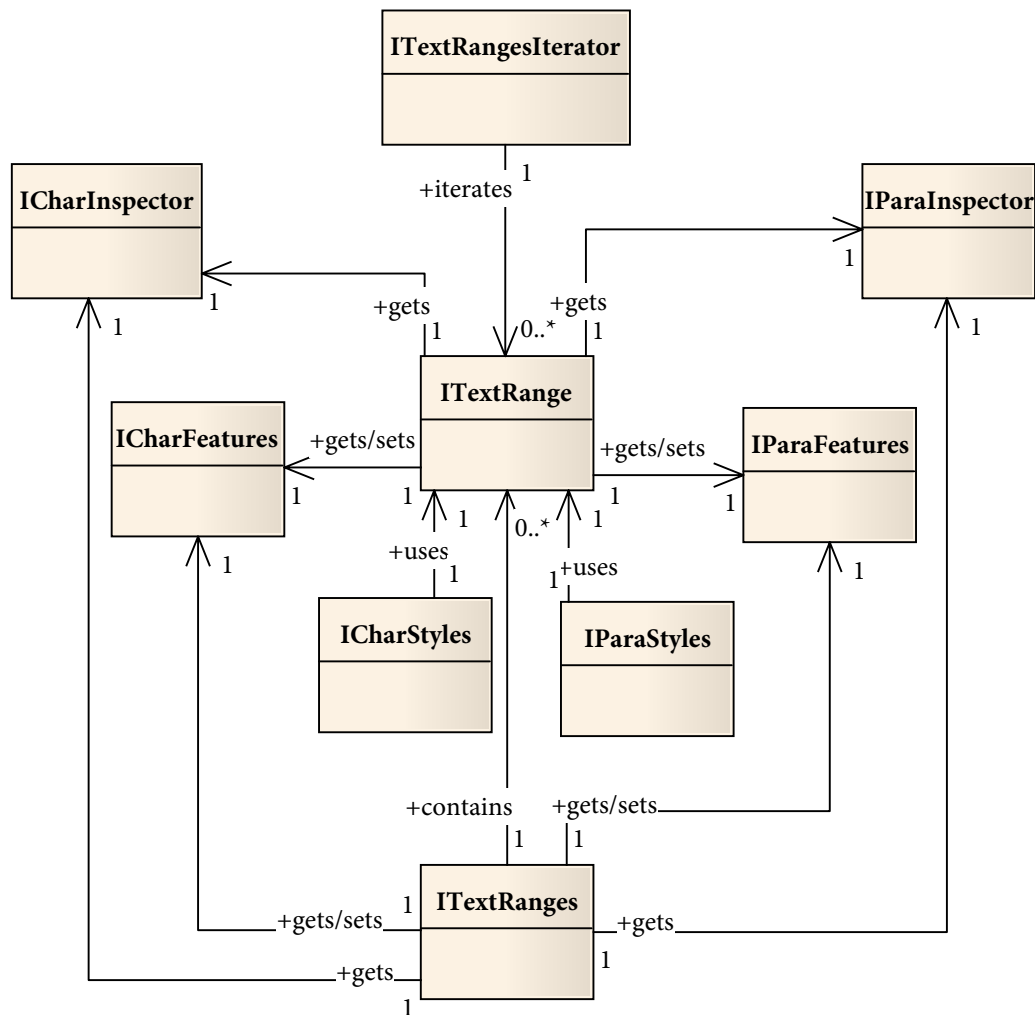 ITextRangesIterator
1
+iterates
ICharInspector
IParaInspector
1
1
+gets
+gets
1
1
1
0..*
1
1
ITextRange
ICharFeatures
IParaFeatures
+gets/sets
+gets/sets
1
1
1
1
1
0..*
1
+uses
1
1
+uses
1
1
ICharStyles
IParaStyles
+contains
+gets/sets
1
1
ITextRanges
1
+gets/sets
+gets
1
+gets
1